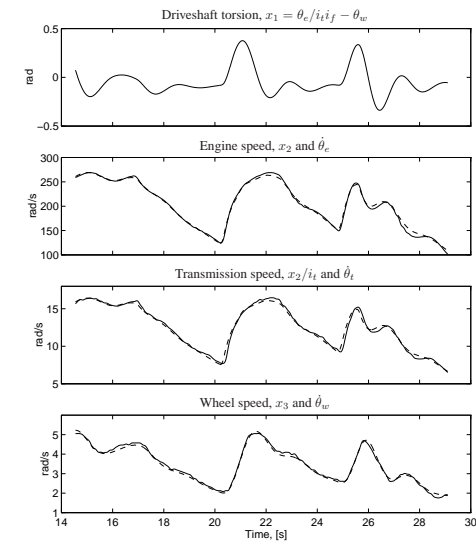 Driveshaft torsion, x₁ = θₑ/iₜi_f − θ_w
0.5
0
−0.5
rad
Engine speed, x₂ and θ̇ₑ
300
250
200
150
100
rad/s
Transmission speed, x₂/iₜ and θ̇ₜ
15
10
5
rad/s
Wheel speed, x₃ and θ̇_w
5
4
3
2
1
rad/s
14 16 18 20 22 24 26 28 30
Time, [s]